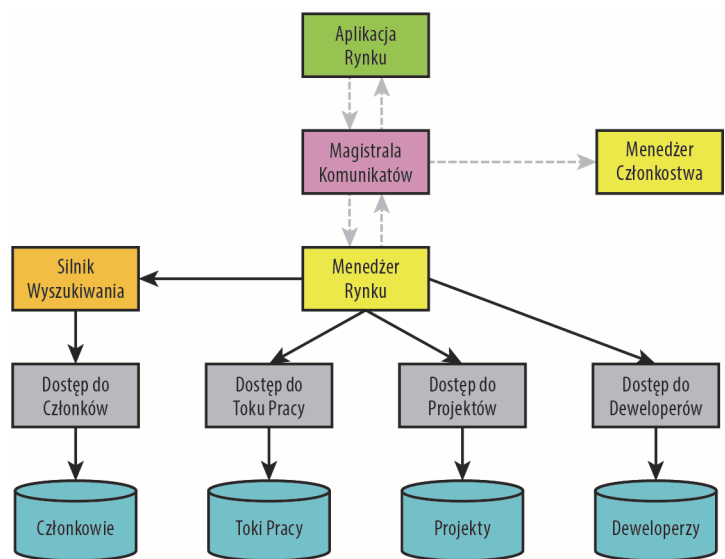 Aplikacja
Rynku
Magistrala
Komunikatów
Menedżer
Członkostwa
Silnik
Wyszukiwania
Menedżer
Rynku
Dostęp do
Członków
Dostęp do
Toku Pracy
Dostęp do
Projektów
Dostęp do
Deweloperów
Członkowie
Toki Pracy
Projekty
Deweloperzy